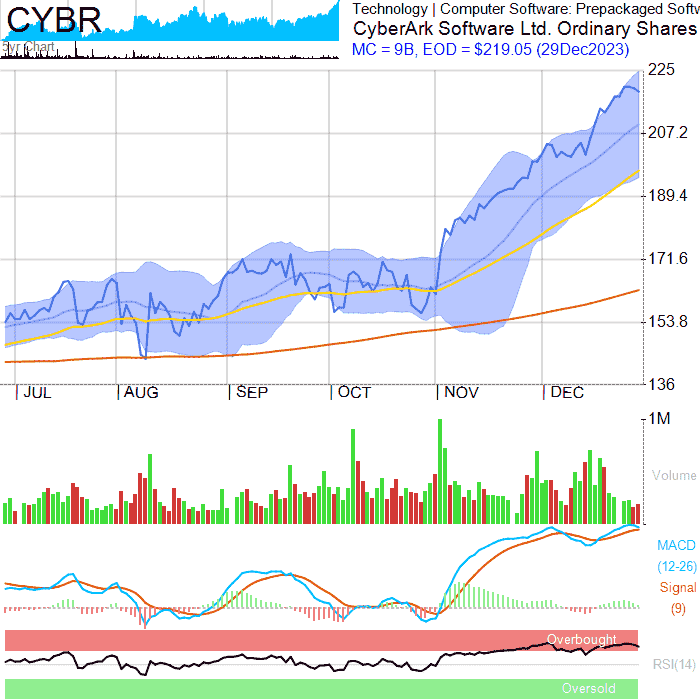 CYBR
Technology | Computer Software: Prepackaged Softw
CyberArk Software Ltd. Ordinary Shares
MC = 9B, EOD = $219.05 (29Dec2023)
5yr Chart
225
207.2
189.4
171.6
153.8
136
JUL AUG SEP OCT NOV DEC
1M
Volume
MACD
(12-26)
Signal
(9)
Overbought
RSI(14)
Oversold